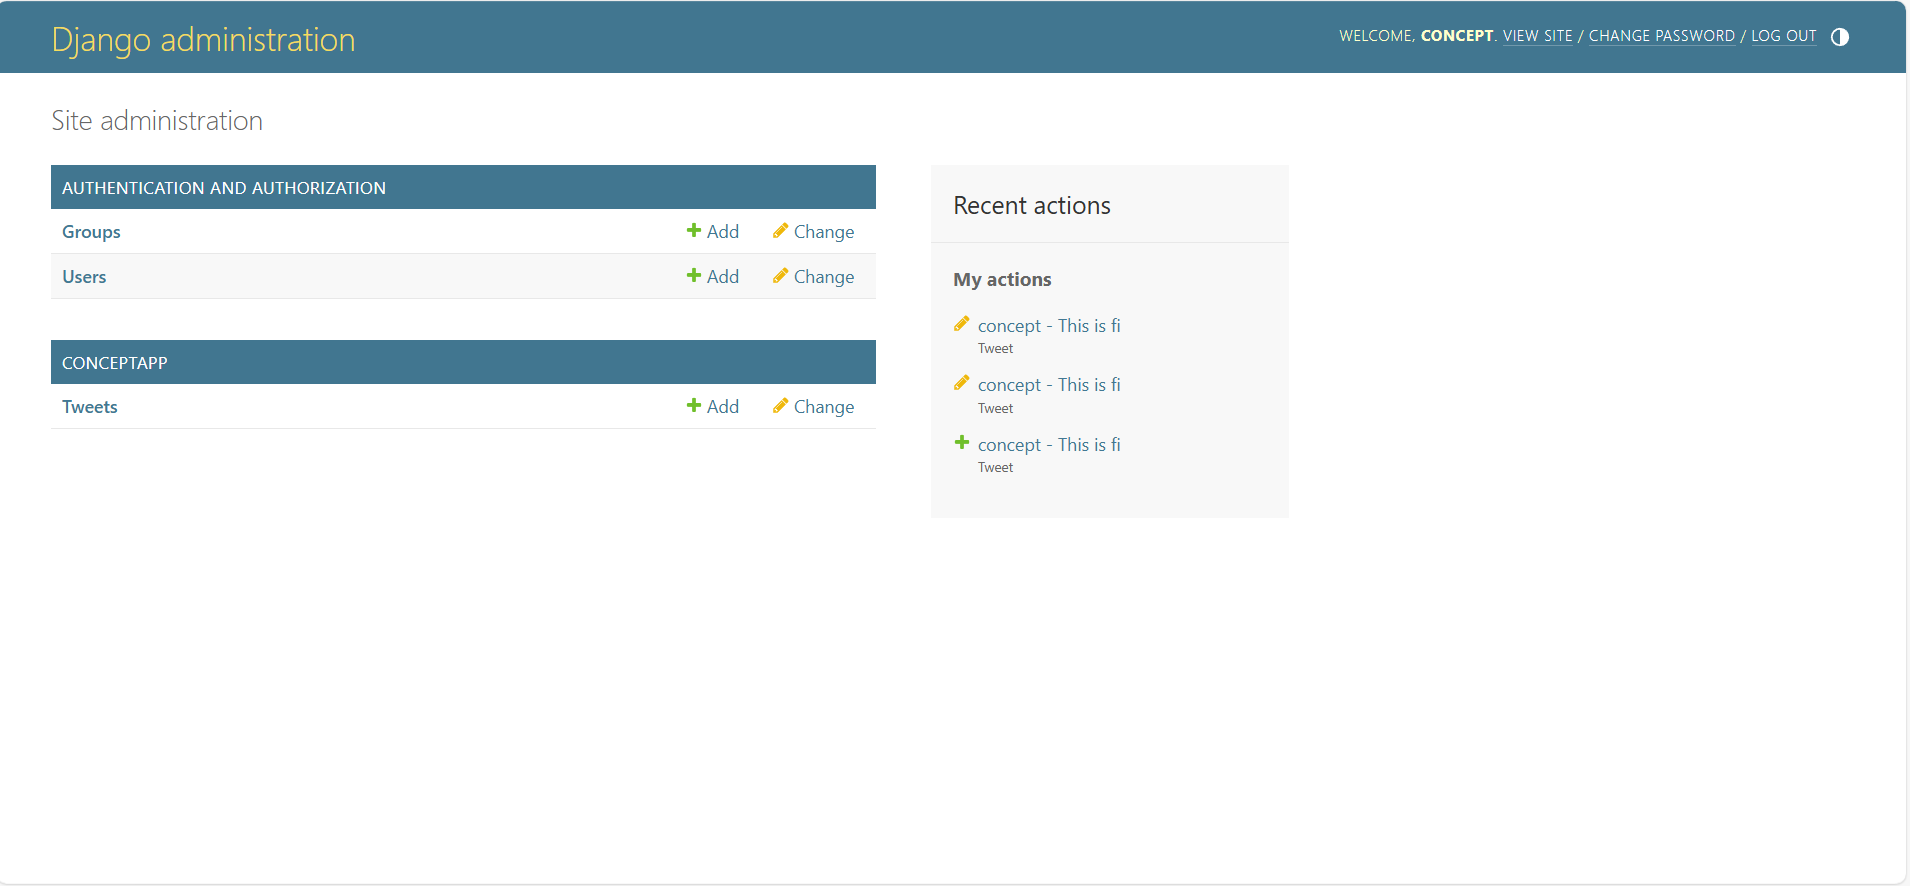 Django administration
WELCOME, CONCEPT. VIEW SITE / CHANGE PASSWORD / LOG OUT
Site administration
AUTHENTICATION AND AUTHORIZATION
Groups Add Change
Users Add Change
CONCEPTAPP
Tweets Add Change
Recent actions
My actions
concept - This is fi
Tweet
concept - This is fi
Tweet
concept - This is fi
Tweet